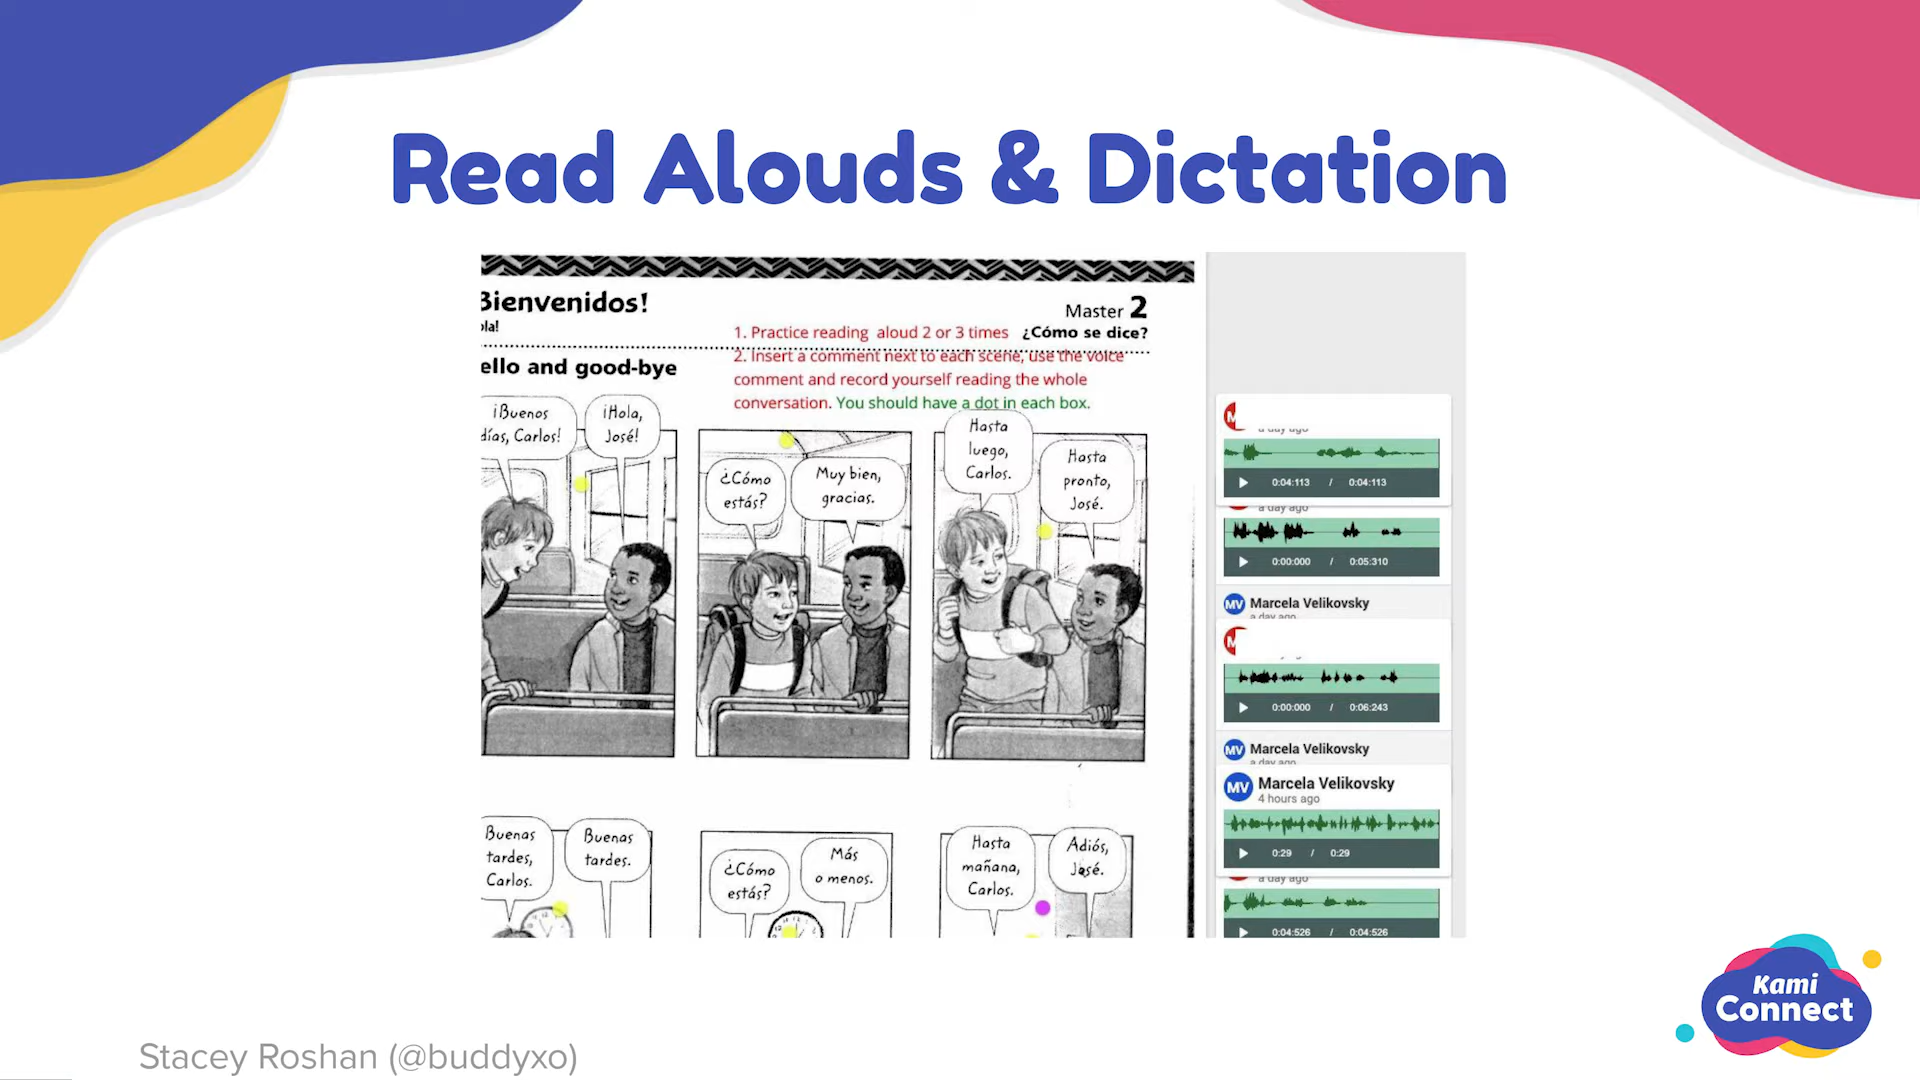 Read Alouds & Dictation
Bienvenidos!
Master 2
ola!
1. Practice reading aloud 2 or 3 times
¿Cómo se dice?
2. Insert a comment next to each scene, use the voice
comment and record yourself reading the whole
conversation. You should have a dot in each box.
ello and good-bye
¡Buenos
días, Carlos!
¡Hola,
José!
¿Cómo
estás?
Muy bien,
gracias.
Hasta
luego,
Carlos.
Hasta
pronto,
José.
Buenas
tardes,
Carlos.
Buenas
tardes.
¿Cómo
estás?
Más
o menos.
Hasta
mañana,
Carlos.
Adiós,
José.
M
a day ago
0:04:113 / 0:04:113
a day ago
0:00:000 / 0:05:310
MV Marcela Velikovsky
a day ago
M
0:00:000 / 0:06:243
MV Marcela Velikovsky
a day ago
MV Marcela Velikovsky
4 hours ago
0:29 / 0:29
a day ago
0:04:526 / 0:04:526
Kami
Connect
Stacey Roshan (@buddyxo)